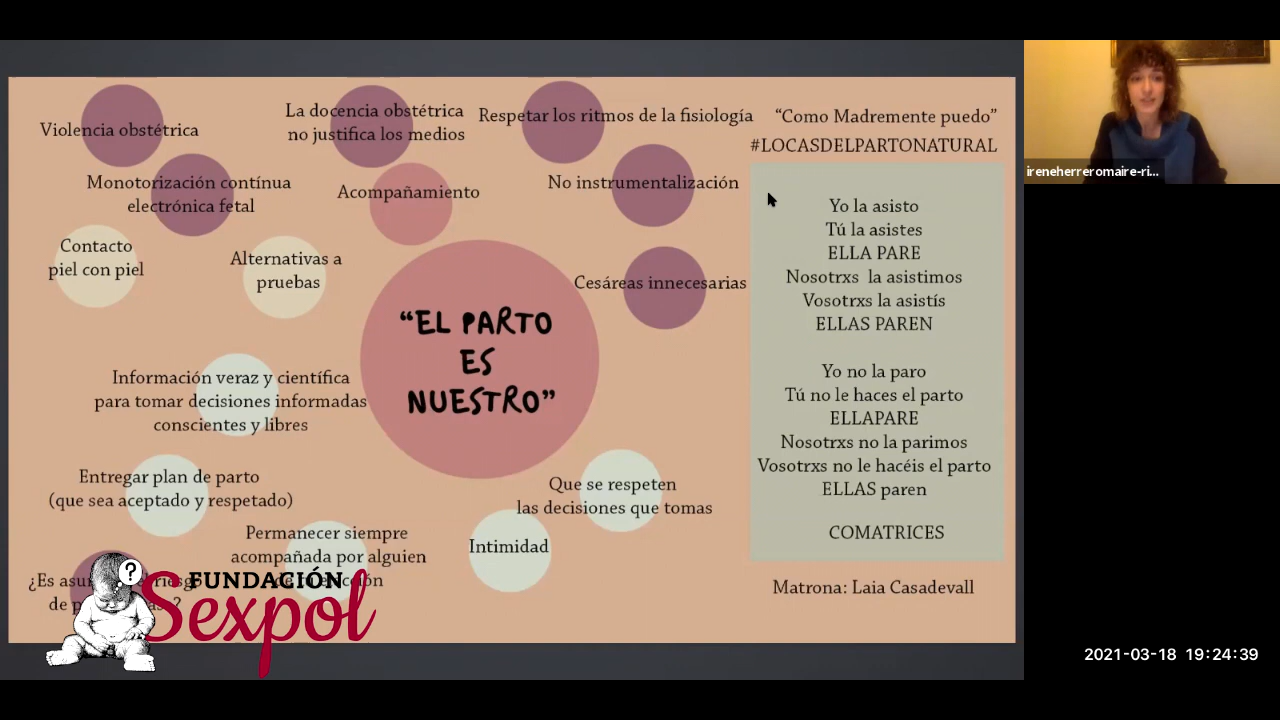 Violencia obstétrica
La docencia obstétrica
no justifica los medios
Respetar los ritmos de la fisiología
“Como Madremente puedo”
#LOCASDELPARTONATURAL
Monotorización contínua
electrónica fetal
Acompañamiento
No instrumentalización
Contacto
piel con piel
Alternativas a
pruebas
Cesáreas innecesarias
“EL PARTO
ES
NUESTRO”
Información veraz y científica
para tomar decisiones informadas
conscientes y libres
Entregar plan de parto
(que sea aceptado y respetado)
Permanecer siempre
acompañada por alguien
Intimidad
Que se respeten
las decisiones que tomas
¿Es
riesgo
de
?
Yo la asisto
Tú la asistes
ELLA PARE
Nosotrxs la asistimos
Vosotrxs la asistís
ELLAS PAREN
Yo no la paro
Tú no le haces el parto
ELLAPARE
Nosotrxs no la parimos
Vosotrxs no le hacéis el parto
ELLAS paren
COMATRICES
Matrona: Laia Casadevall
?
FUNDACIÓN
Sexpol
ireneherreromaire-ri...
2021-03-18 19:24:39